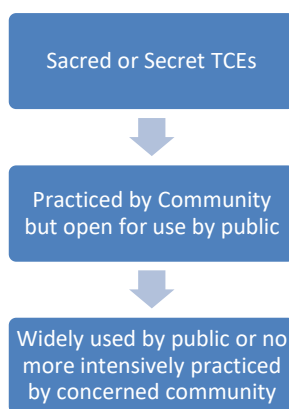 Sacred or Secret TCEs
Practiced by Community
but open for use by public
Widely used by public or no
more intensively practiced
by concerned community